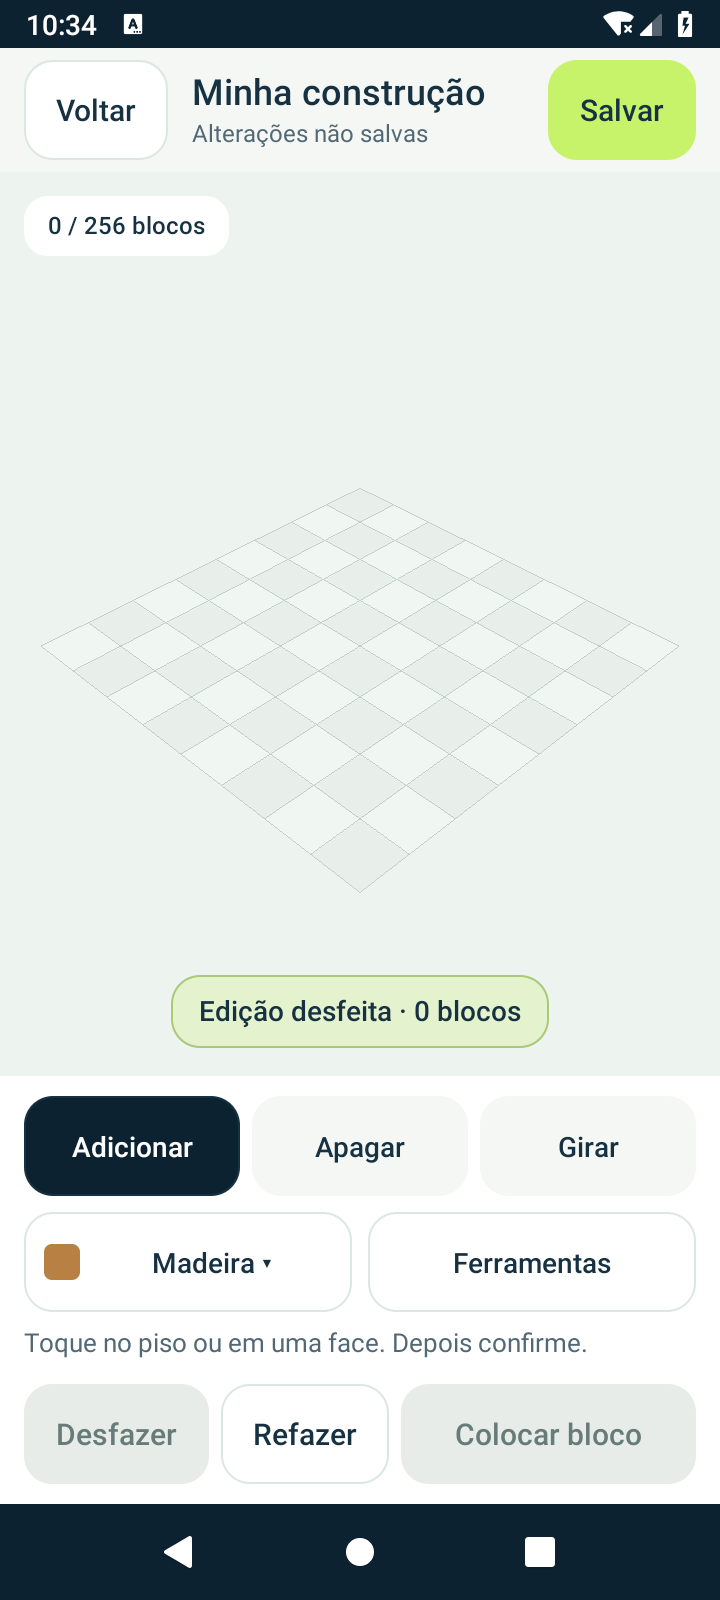 10:34
Voltar
Minha construção
Alterações não salvas
Salvar
0 / 256 blocos
Edição desfeita · 0 blocos
Adicionar
Apagar
Girar
Madeira ▾
Ferramentas
Toque no piso ou em uma face. Depois confirme.
Desfazer
Refazer
Colocar bloco